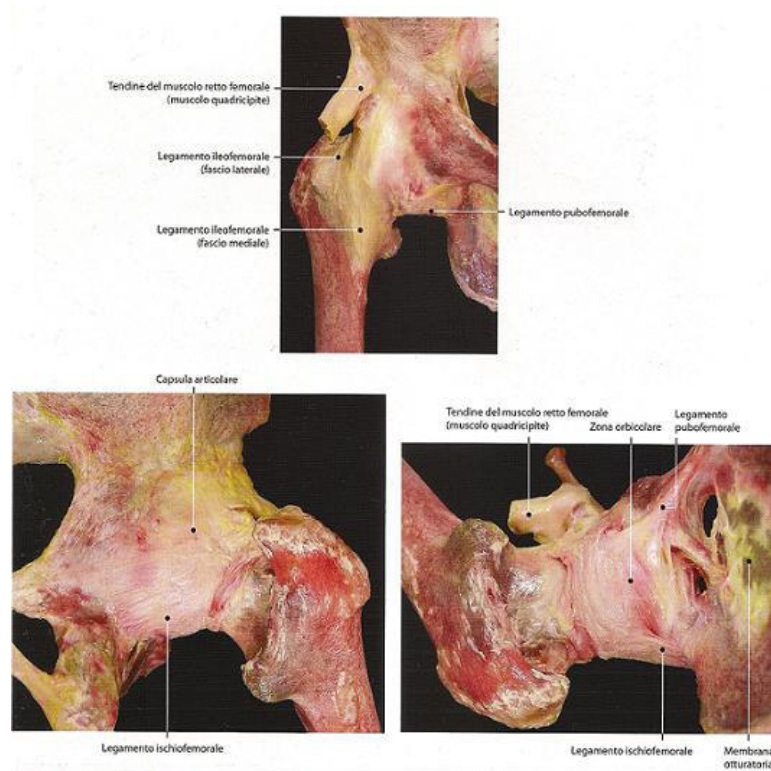 Tendine del muscolo retto femorale
(muscolo quadricipite)
Legamento ileofemorale
(fascio laterale)
Legamento pubofemorale
Legamento ileofemorale
(fascio mediale)
Capsula articolare
Legamento ischiofemorale
Tendine del muscolo retto femorale
(muscolo quadricipite)
Zona orbicolare
Legamento
pubofemorale
Legamento ischiofemorale
Membrana
otturatoria